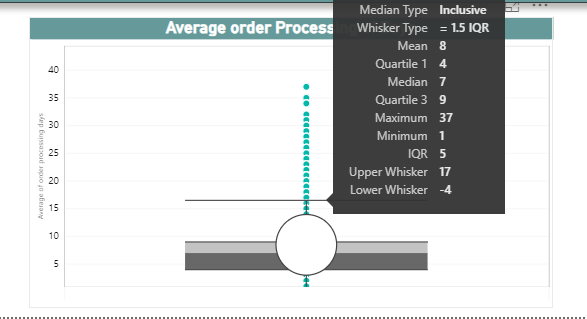 Average order Process
Median Type Inclusive
Whisker Type = 1.5 IQR
Mean 8
Quartile 1 4
Median 7
Quartile 3 9
Maximum 37
Minimum 1
IQR 5
Upper Whisker 17
Lower Whisker -4
Average of order processing days
40
35
30
25
20
15
10
5